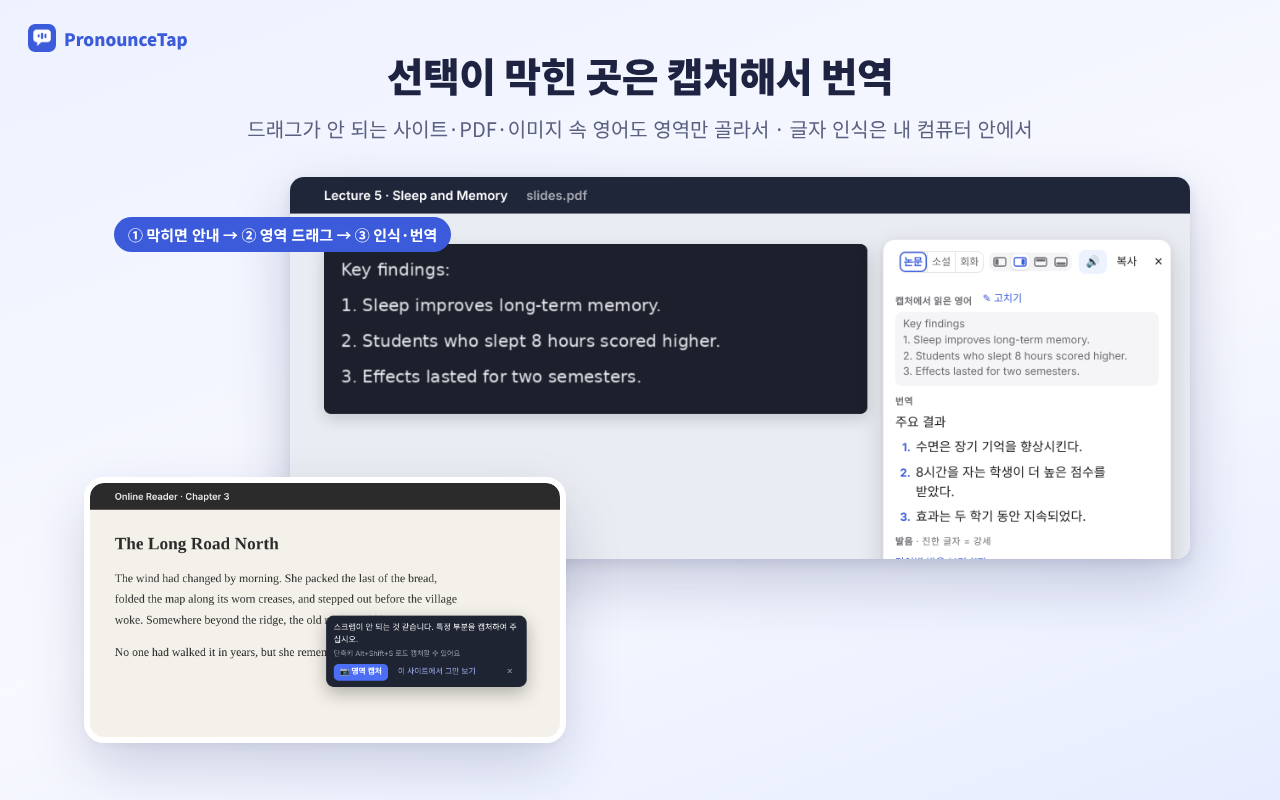 PronounceTap
선택이 막힌 곳은 캡처해서 번역
드래그가 안 되는 사이트·PDF·이미지 속 영어도 영역만 골라서 · 글자 인식은 내 컴퓨터 안에서
Lecture 5 · Sleep and Memory slides.pdf
① 막히면 안내 → ② 영역 드래그 → ③ 인식·번역
Key findings:
1. Sleep improves long-term memory.
2. Students who slept 8 hours scored higher.
3. Effects lasted for two semesters.
논문 소설 회화 복사 ×
캡처에서 읽은 영어 ✎ 고치기
Key findings
1. Sleep improves long-term memory.
2. Students who slept 8 hours scored higher.
3. Effects lasted for two semesters.
번역
주요 결과
1. 수면은 장기 기억을 향상시킨다.
2. 8시간을 자는 학생이 더 높은 점수를
받았다.
3. 효과는 두 학기 동안 지속되었다.
발음 · 진한 글자 = 강세
Online Reader · Chapter 3
The Long Road North
The wind had changed by morning. She packed the last of the bread,
folded the map along its worn creases, and stepped out before the village
woke. Somewhere beyond the ridge, the old
No one had walked it in years, but she remem
스크랩이 안 되는 것 같습니다. 특정 부분을 캡처하여 주
십시오.
단축키 Alt+Shift+S 로도 캡처할 수 있어요
영역 캡처 이 사이트에서 그만 보기 ×